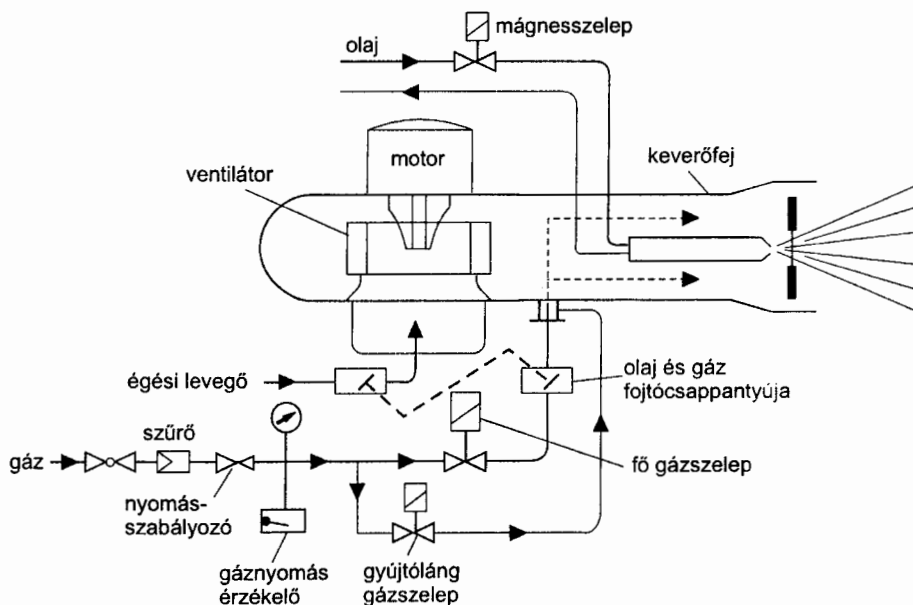 mágnesszelep
olaj
motor
keverőfej
ventilátor
égési levegő
olaj és gáz
fojtócsappantyúja
szűrő
gáz
fő gázszelep
nyomás-
szabályozó
gáznyomás
érzékelő
gyújtóláng
gázszelep